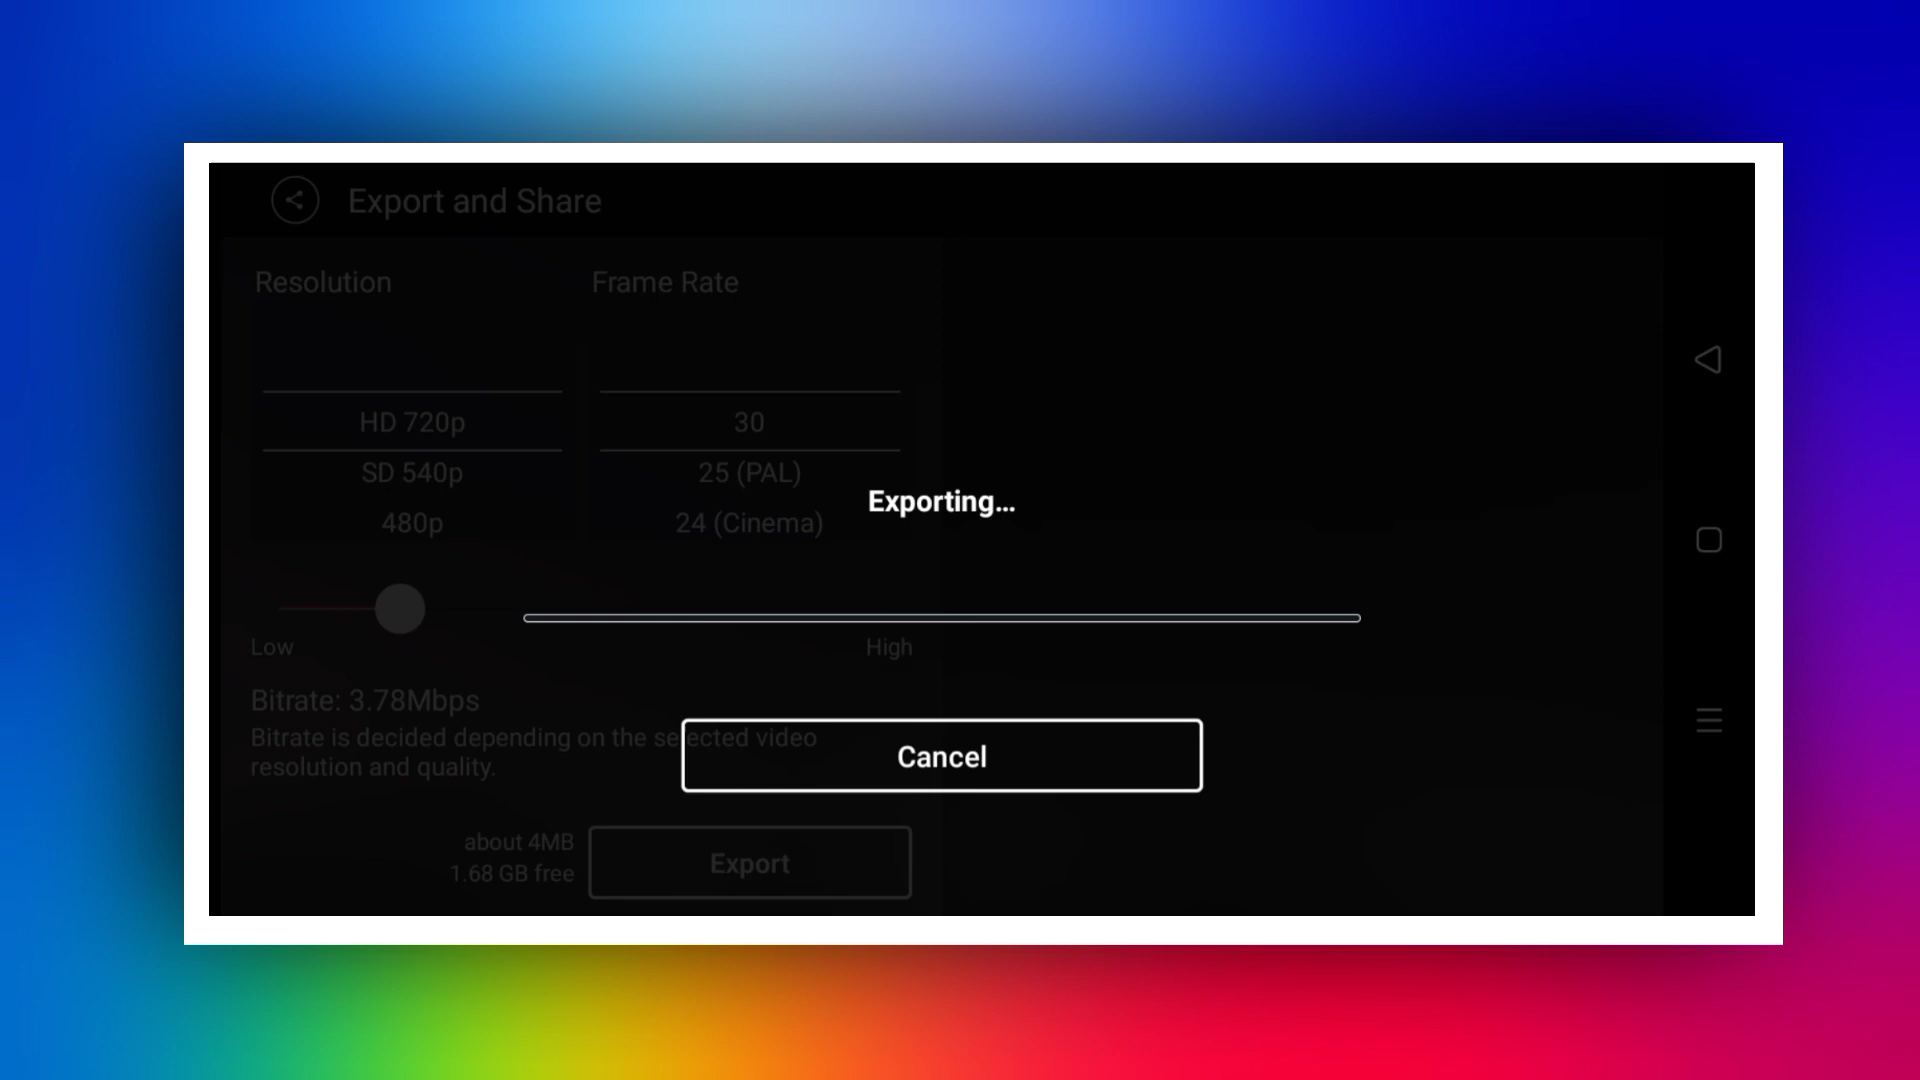 Export and Share
Resolution
Frame Rate
HD 720p
30
SD 540p
25 (PAL)
480p
24 (Cinema)
Exporting...
Low
High
Bitrate: 3.78Mbps
Bitrate is decided depending on the selected video
resolution and quality.
Cancel
about 4MB
1.68 GB free
Export